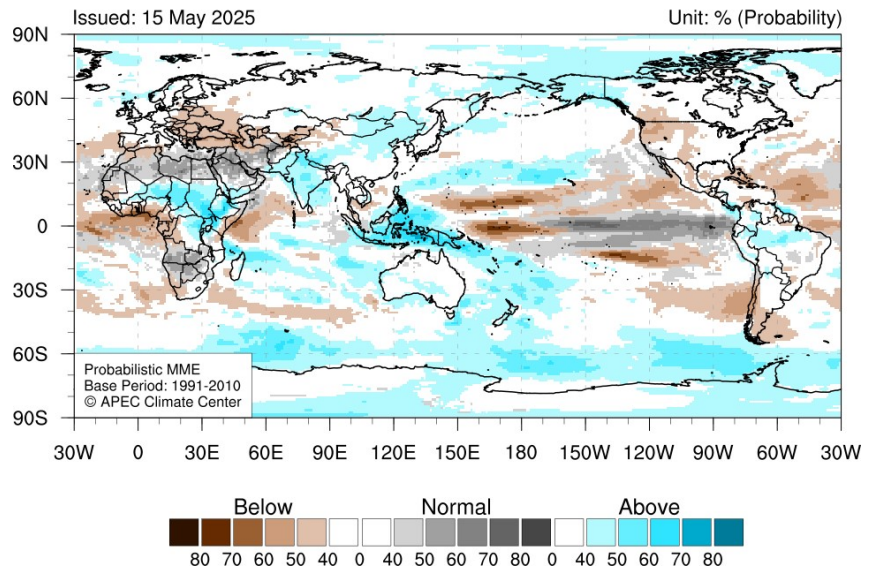 Issued: 15 May 2025 Unit: % (Probability)
90N
60N
30N
0
30S
60S
90S
Probabilistic MME
Base Period: 1991-2010
© APEC Climate Center
30W 0 30E 60E 90E 120E 150E 180 150W 120W 90W 60W 30W
Below Normal Above
80 70 60 50 40 0 40 50 60 70 80 0 40 50 60 70 80